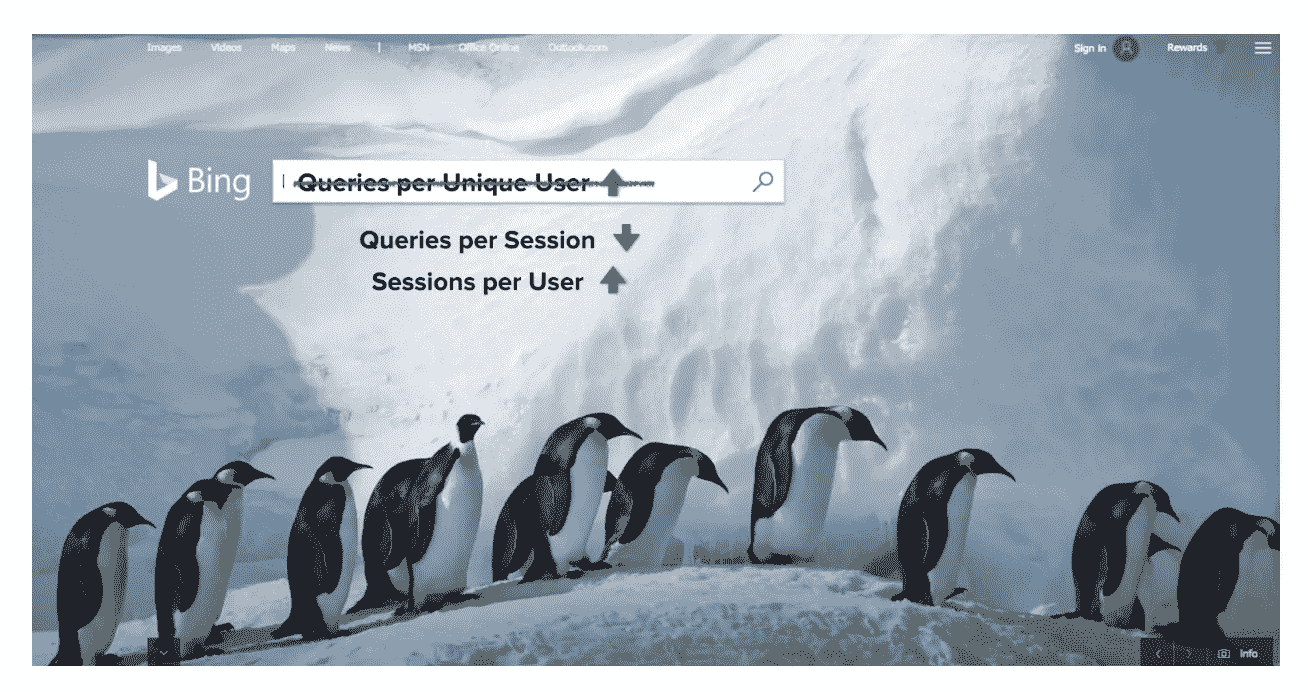 Images Videos Maps News | MSN Office Online Outlook.com Sign in Rewards
Bing
Queries per Unique User
Queries per Session
Sessions per User
Info